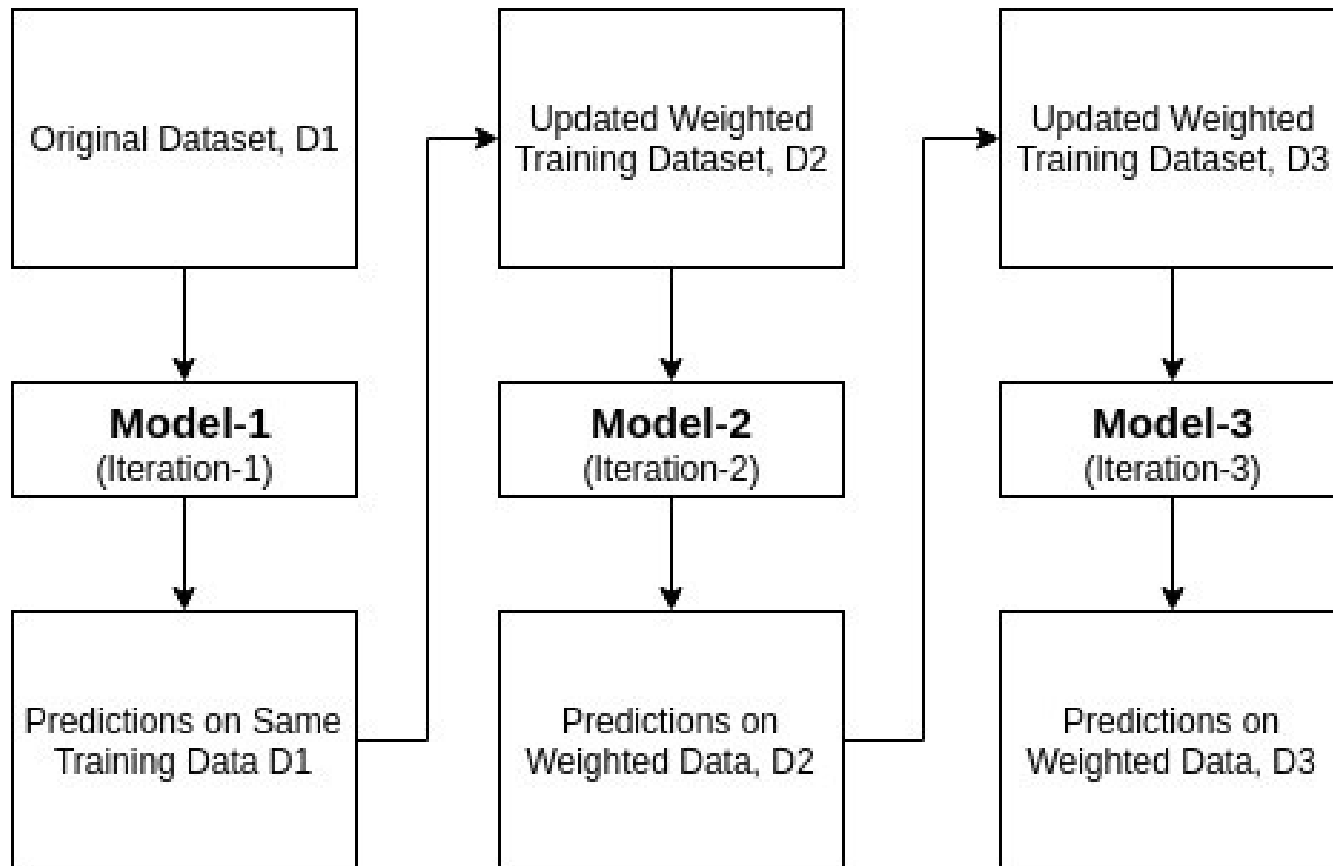 Original Dataset, D1
Updated Weighted
Training Dataset, D2
Updated Weighted
Training Dataset, D3
Model-1
(Iteration-1)
Model-2
(Iteration-2)
Model-3
(Iteration-3)
Predictions on Same
Training Data D1
Predictions on
Weighted Data, D2
Predictions on
Weighted Data, D3